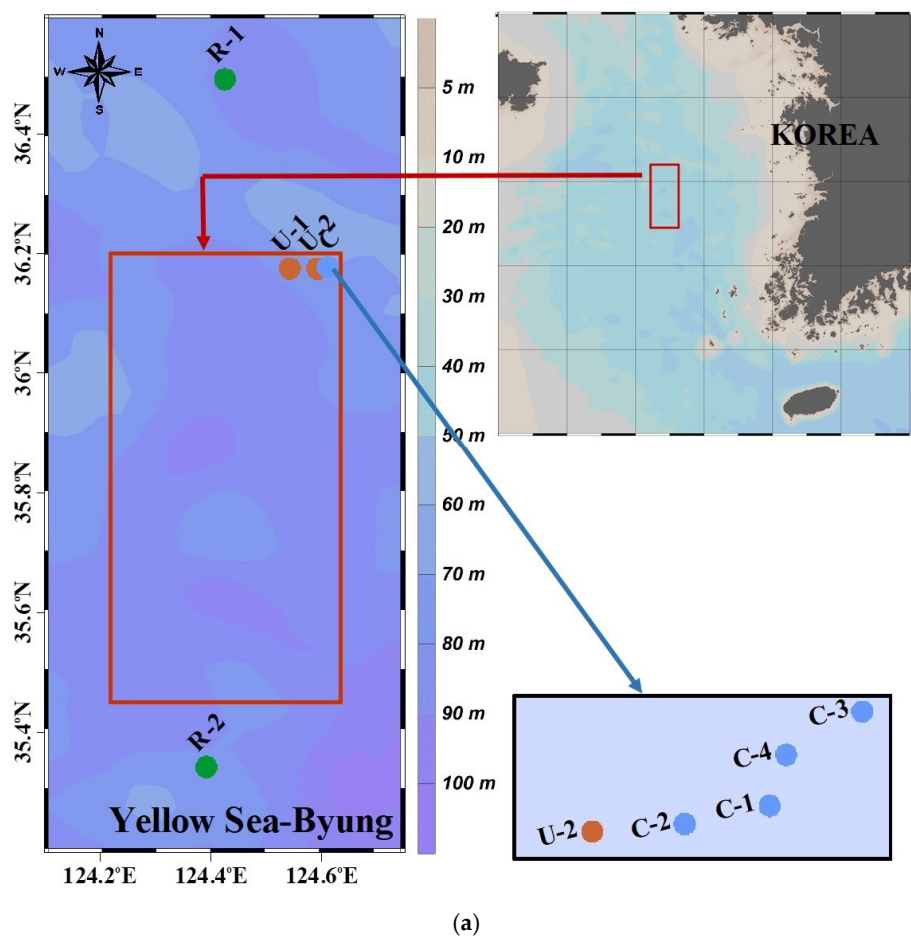 N
W E
S
R-1
U-1
U-2
C
R-2
Yellow Sea-Byung
36.4°N
36.2°N
36°N
35.8°N
35.6°N
35.4°N
124.2°E 124.4°E 124.6°E
5 m
10 m
20 m
30 m
40 m
50 m
60 m
70 m
80 m
90 m
100 m
KOREA
C-3
C-4
C-1
C-2
U-2
(a)